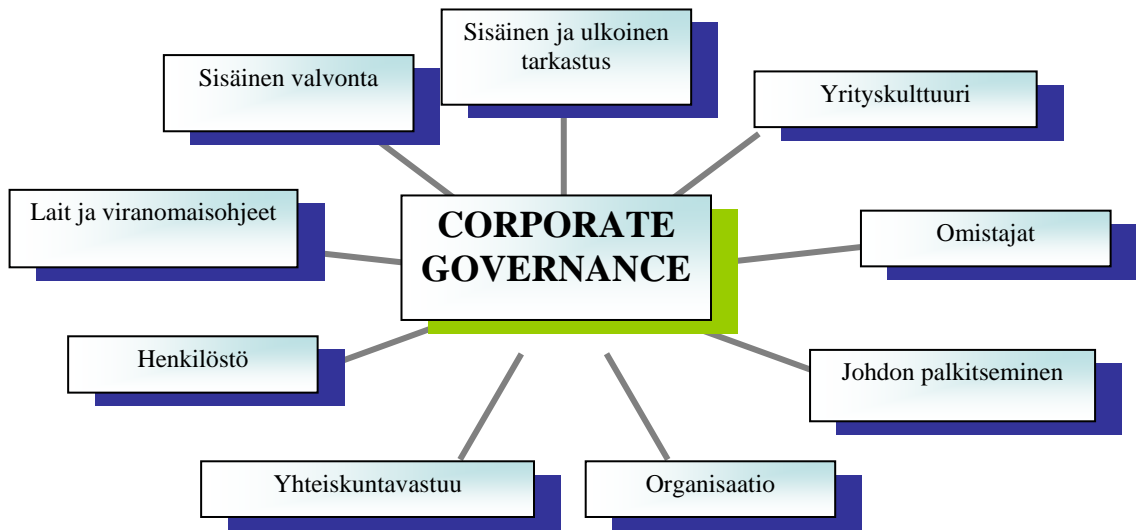 Sisäinen ja ulkoinen
tarkastus
Sisäinen valvonta
Yrityskulttuuri
Lait ja viranomaisohjeet
CORPORATE
GOVERNANCE
Omistajat
Henkilöstö
Johdon palkitseminen
Yhteiskuntavastuu
Organisaatio